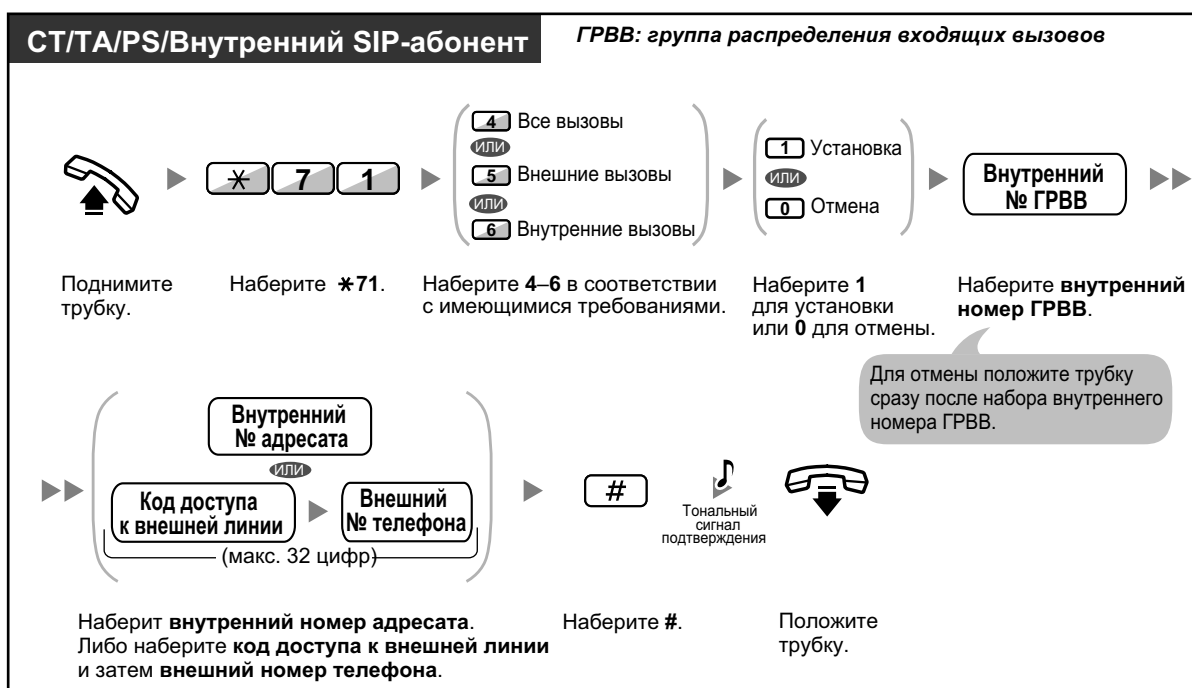 СТ/ТА/PS/Внутренний SIP-абонент
ГРВВ: группа распределения входящих вызовов
4 Все вызовы
ИЛИ
5 Внешние вызовы
ИЛИ
6 Внутренние вызовы
1 Установка
ИЛИ
0 Отмена
Внутренний
№ ГРВВ
✳ 7 1
Поднимите
трубку.
Наберите ✳71.
Наберите 4–6 в соответствии
с имеющимися требованиями.
Наберите 1
для установки
или 0 для отмены.
Наберите внутренний
номер ГРВВ.
Для отмены положите трубку
сразу после набора внутреннего
номера ГРВВ.
Внутренний
№ адресата
ИЛИ
Код доступа
к внешней линии
Внешний
№ телефона
(макс. 32 цифр)
#
Тональный
сигнал
подтверждения
Наберит внутренний номер адресата.
Либо наберите код доступа к внешней линии
и затем внешний номер телефона.
Наберите #.
Положите
трубку.